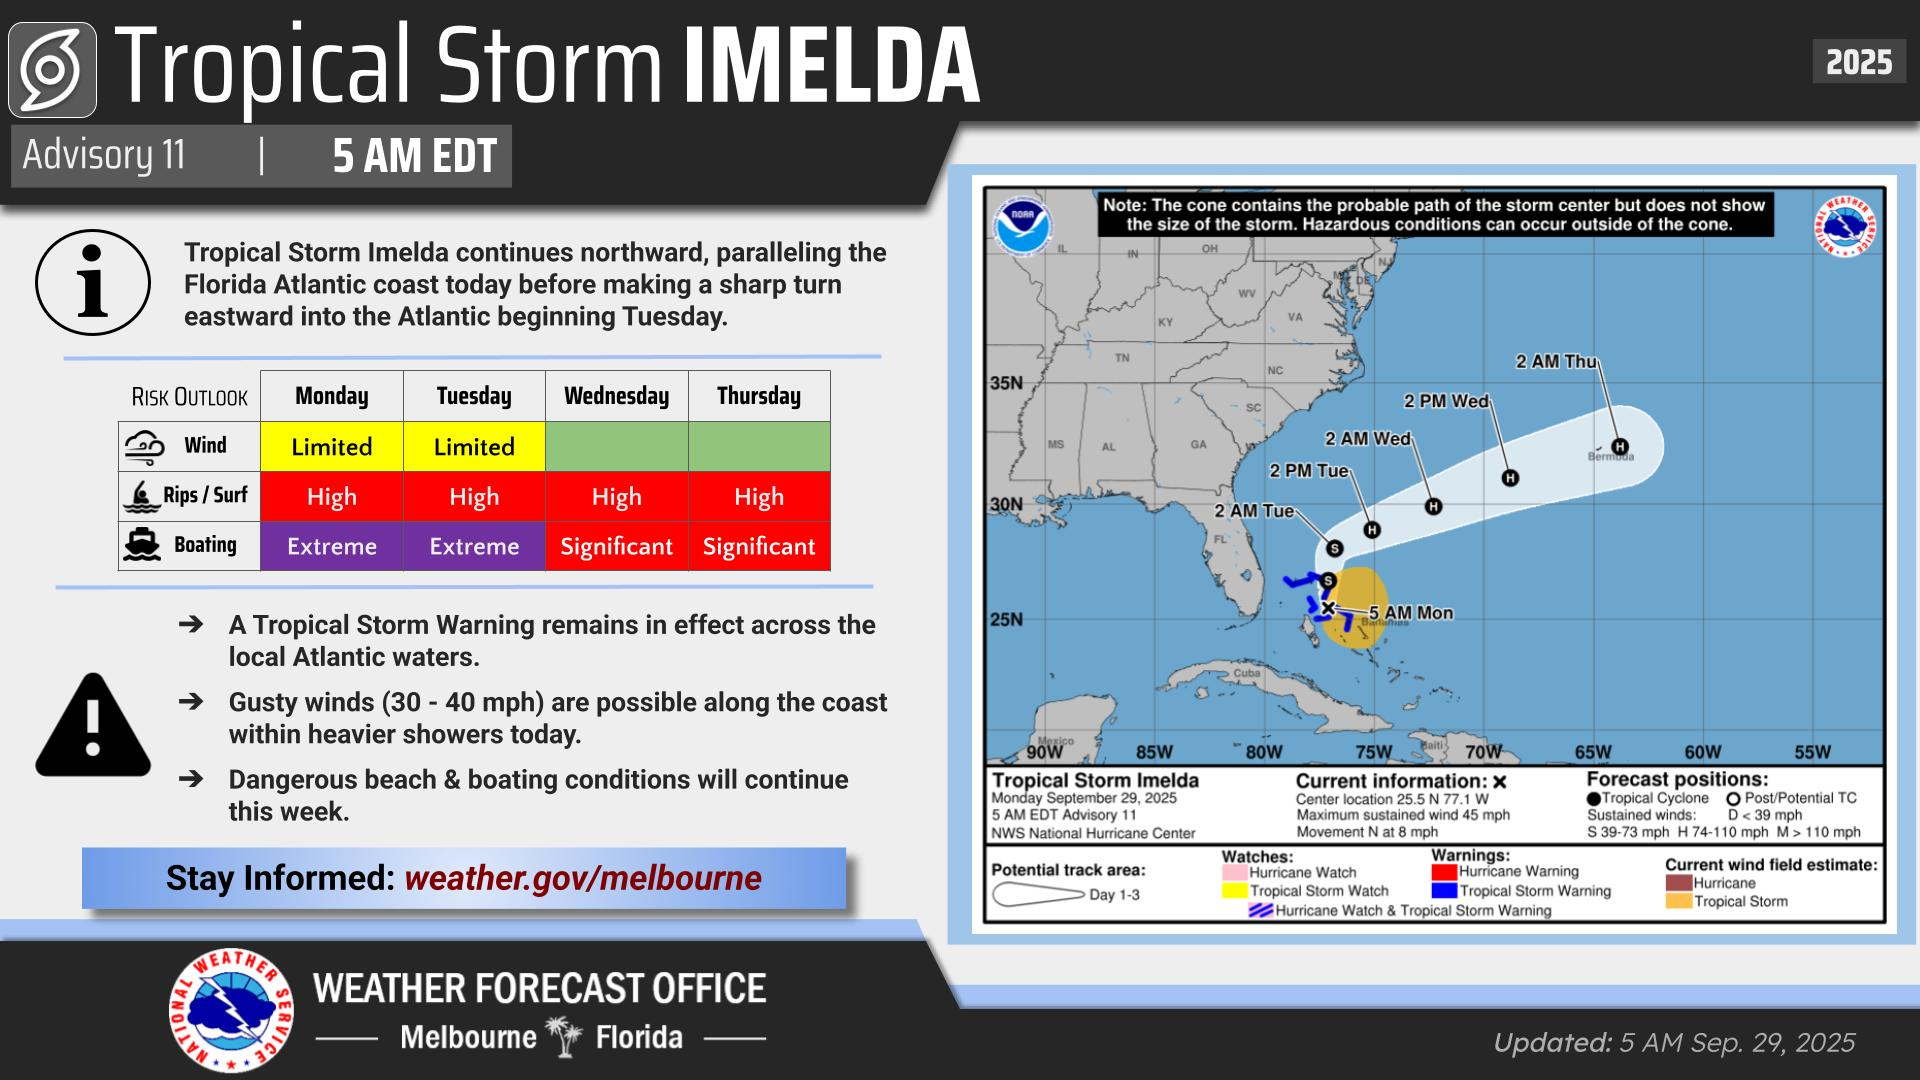 Tropical Storm IMELDA
2025
Advisory 11 | 5 AM EDT
Tropical Storm Imelda continues northward, paralleling the
Florida Atlantic coast today before making a sharp turn
eastward into the Atlantic beginning Tuesday.
RISK OUTLOOK Monday Tuesday Wednesday Thursday
Wind Limited Limited
Rips / Surf High High High High
Boating Extreme Extreme Significant Significant
➔ A Tropical Storm Warning remains in effect across the
local Atlantic waters.
➔ Gusty winds (30 - 40 mph) are possible along the coast
within heavier showers today.
➔ Dangerous beach & boating conditions will continue
this week.
Stay Informed: weather.gov/melbourne
NATIONAL WEATHER SERVICE
WEATHER FORECAST OFFICE
Melbourne Florida
Note: The cone contains the probable path of the storm center but does not show
the size of the storm. Hazardous conditions can occur outside of the cone.
NOAA
NATIONAL WEATHER SERVICE
IL IN OH NJ
DE
WV
KY VA
TN
NC
SC
MS AL GA
FL
2 AM Thu
35N
2 PM Wed
2 AM Wed
Bermuda
2 PM Tue
30N
2 AM Tue
5 AM Mon
25N
Bahamas
Cuba
Mexico
Haiti
90W 85W 80W 75W 70W 65W 60W 55W
H
H
H
H
S
S
Tropical Storm Imelda
Monday September 29, 2025
5 AM EDT Advisory 11
NWS National Hurricane Center
Current information: ×
Center location 25.5 N 77.1 W
Maximum sustained wind 45 mph
Movement N at 8 mph
Forecast positions:
Tropical Cyclone Post/Potential TC
Sustained winds: D < 39 mph
S 39-73 mph H 74-110 mph M > 110 mph
Potential track area:
Day 1-3
Watches:
Hurricane Watch
Tropical Storm Watch
Warnings:
Hurricane Warning
Tropical Storm Warning
Hurricane Watch & Tropical Storm Warning
Current wind field estimate:
Hurricane
Tropical Storm
Updated: 5 AM Sep. 29, 2025